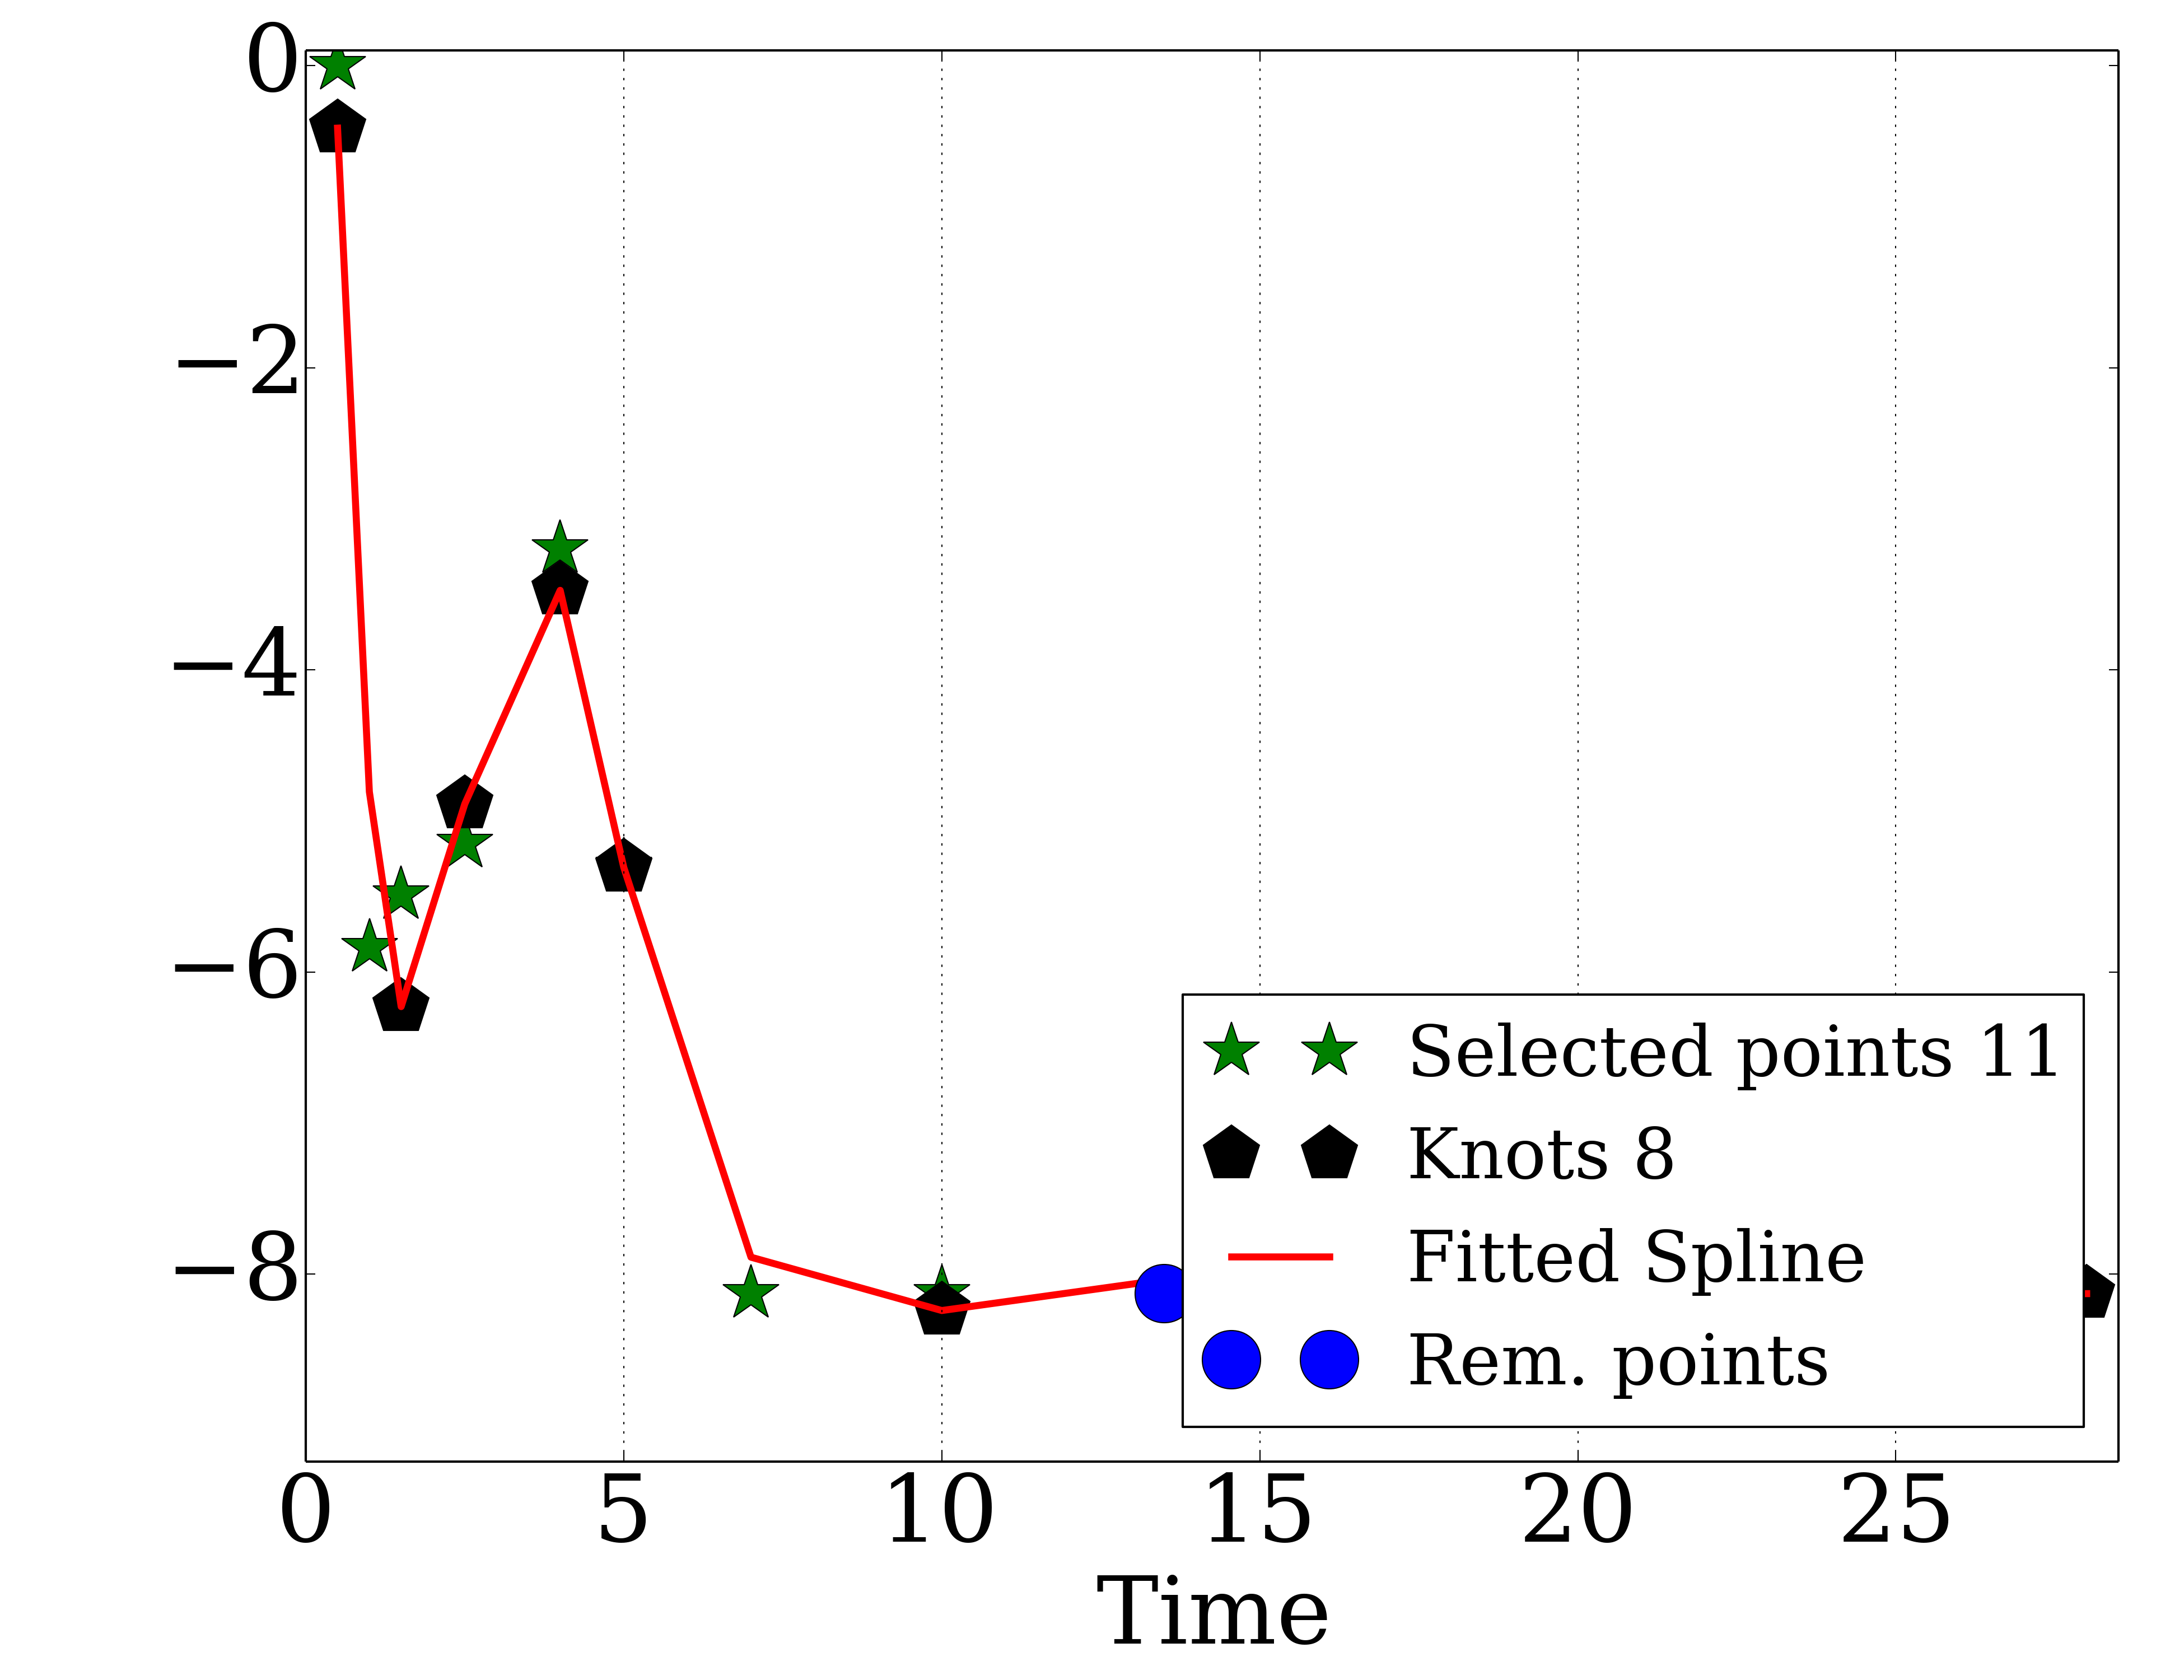 0
−2
−4
−6
−8
Selected points 11
Knots 8
Fitted Spline
Rem. points
0 5 10 15 20 25
Time